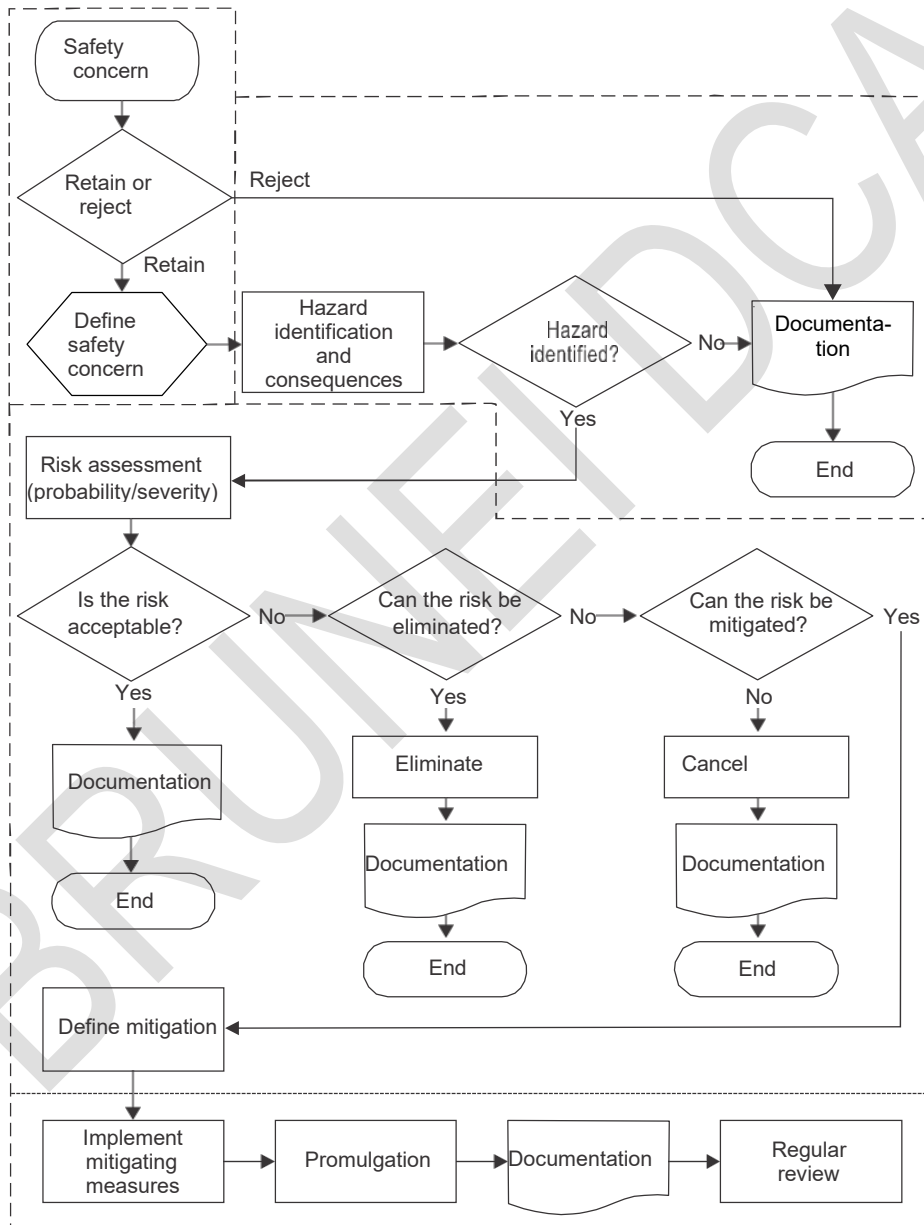 Safety
concern
Retain or
reject
Reject
Retain
Define
safety
concern
Hazard
identification
and
consequences
Hazard
identified?
No
Documenta-
tion
Yes
End
Risk assessment
(probability/severity)
Is the risk
acceptable?
No
Can the risk be
eliminated?
No
Can the risk be
mitigated?
Yes
Yes
Yes
No
Documentation
Eliminate
Cancel
End
Documentation
Documentation
End
End
Define mitigation
Implement
mitigating
measures
Promulgation
Documentation
Regular
review
BRUNEI DCA